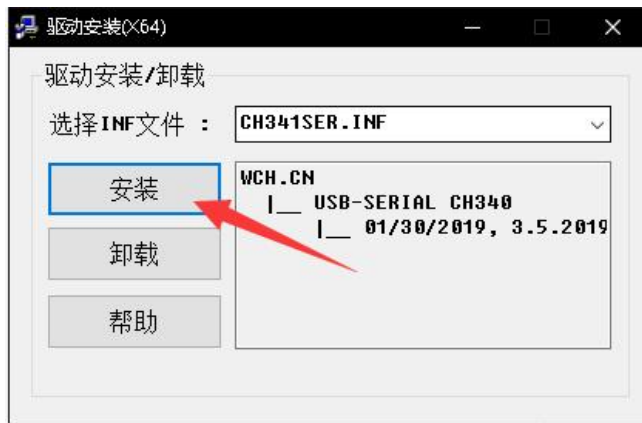 驱动安装(X64)
驱动安装/卸载
选择INF文件 : CH341SER.INF
安装
卸载
帮助
WCH.CN
|__ USB-SERIAL CH340
|__ 01/30/2019, 3.5.2019